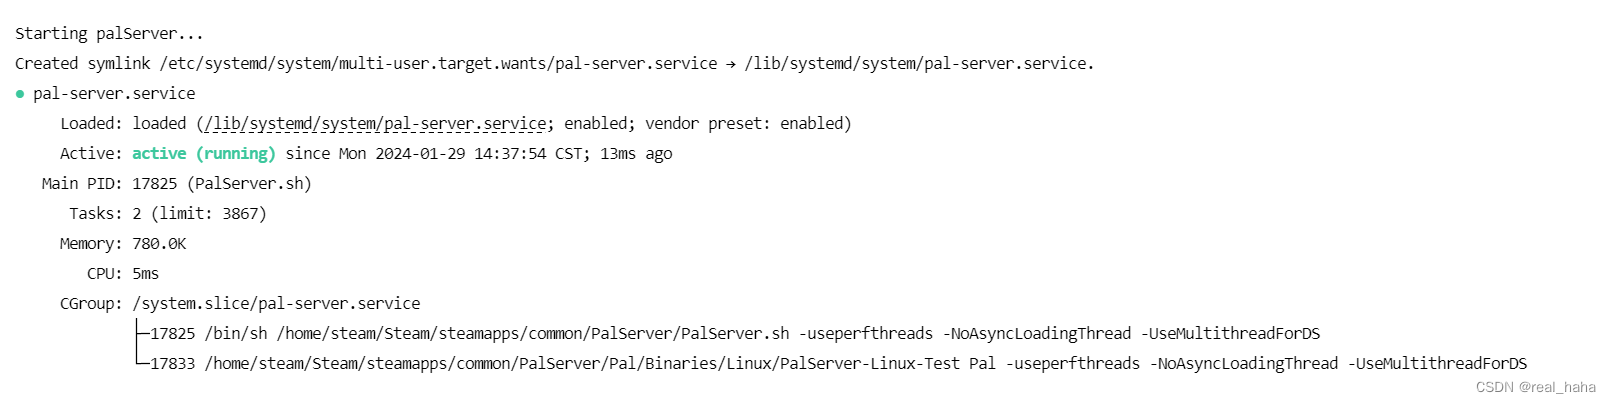 Starting palServer...
Created symlink /etc/systemd/system/multi-user.target.wants/pal-server.service → /lib/systemd/system/pal-server.service.
● pal-server.service
Loaded: loaded (/lib/systemd/system/pal-server.service; enabled; vendor preset: enabled)
Active: active (running) since Mon 2024-01-29 14:37:54 CST; 13ms ago
Main PID: 17825 (PalServer.sh)
Tasks: 2 (limit: 3867)
Memory: 780.0K
CPU: 5ms
CGroup: /system.slice/pal-server.service
├─17825 /bin/sh /home/steam/Steam/steamapps/common/PalServer/PalServer.sh -useperfthreads -NoAsyncLoadingThread -UseMultithreadForDS
└─17833 /home/steam/Steam/steamapps/common/PalServer/Pal/Binaries/Linux/PalServer-Linux-Test Pal -useperfthreads -NoAsyncLoadingThread -UseMultithreadForDS
CSDN @real_haha